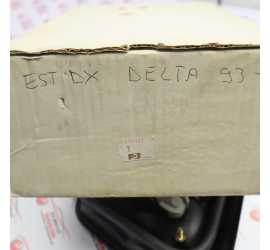 EST DX DELTA 93-